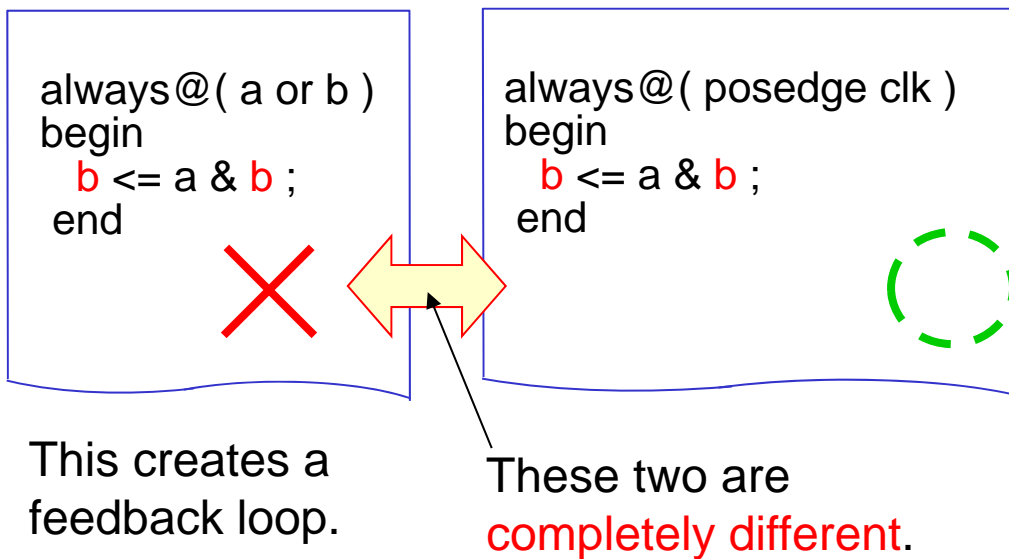 always@( a or b )
begin
b <= a & b ;
end
always@( posedge clk )
begin
b <= a & b ;
end
This creates a
feedback loop.
These two are
completely different.